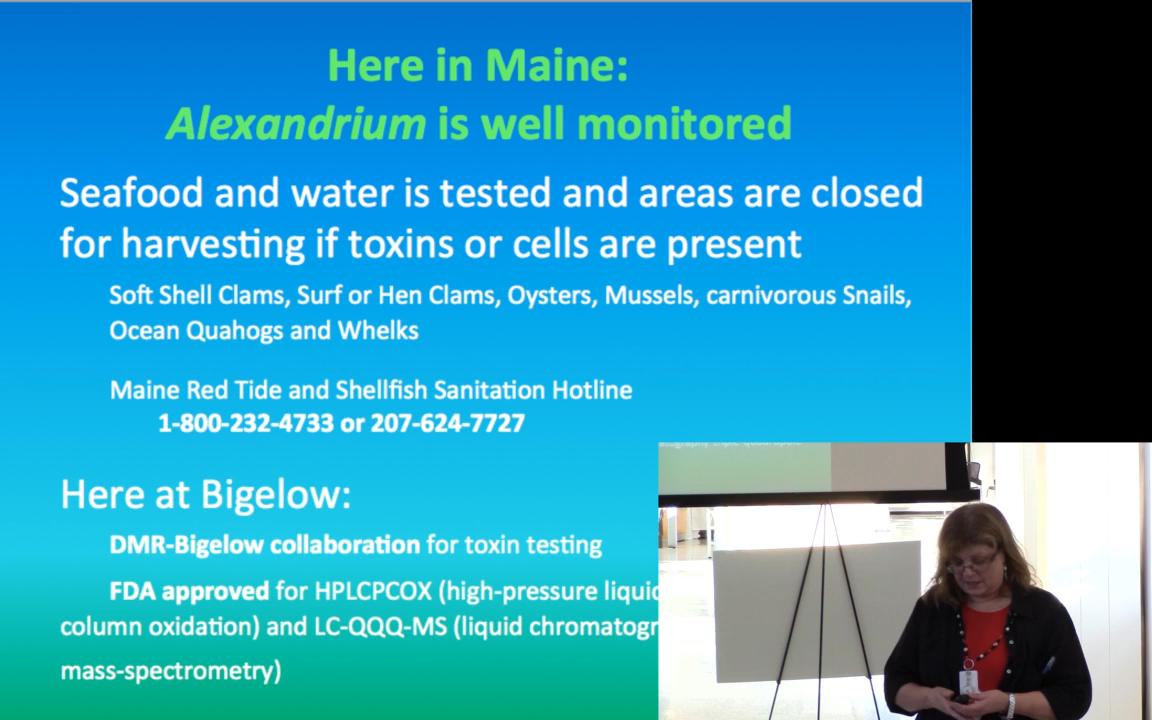 Here in Maine:
Alexandrium is well monitored
Seafood and water is tested and areas are closed
for harvesting if toxins or cells are present
Soft Shell Clams, Surf or Hen Clams, Oysters, Mussels, carnivorous Snails,
Ocean Quahogs and Whelks
Maine Red Tide and Shellfish Sanitation Hotline
1-800-232-4733 or 207-624-7727
Here at Bigelow:
DMR-Bigelow collaboration for toxin testing
FDA approved for HPLCPCOX (high-pressure liquid
column oxidation) and LC-QQQ-MS (liquid chromatogr
mass-spectrometry)